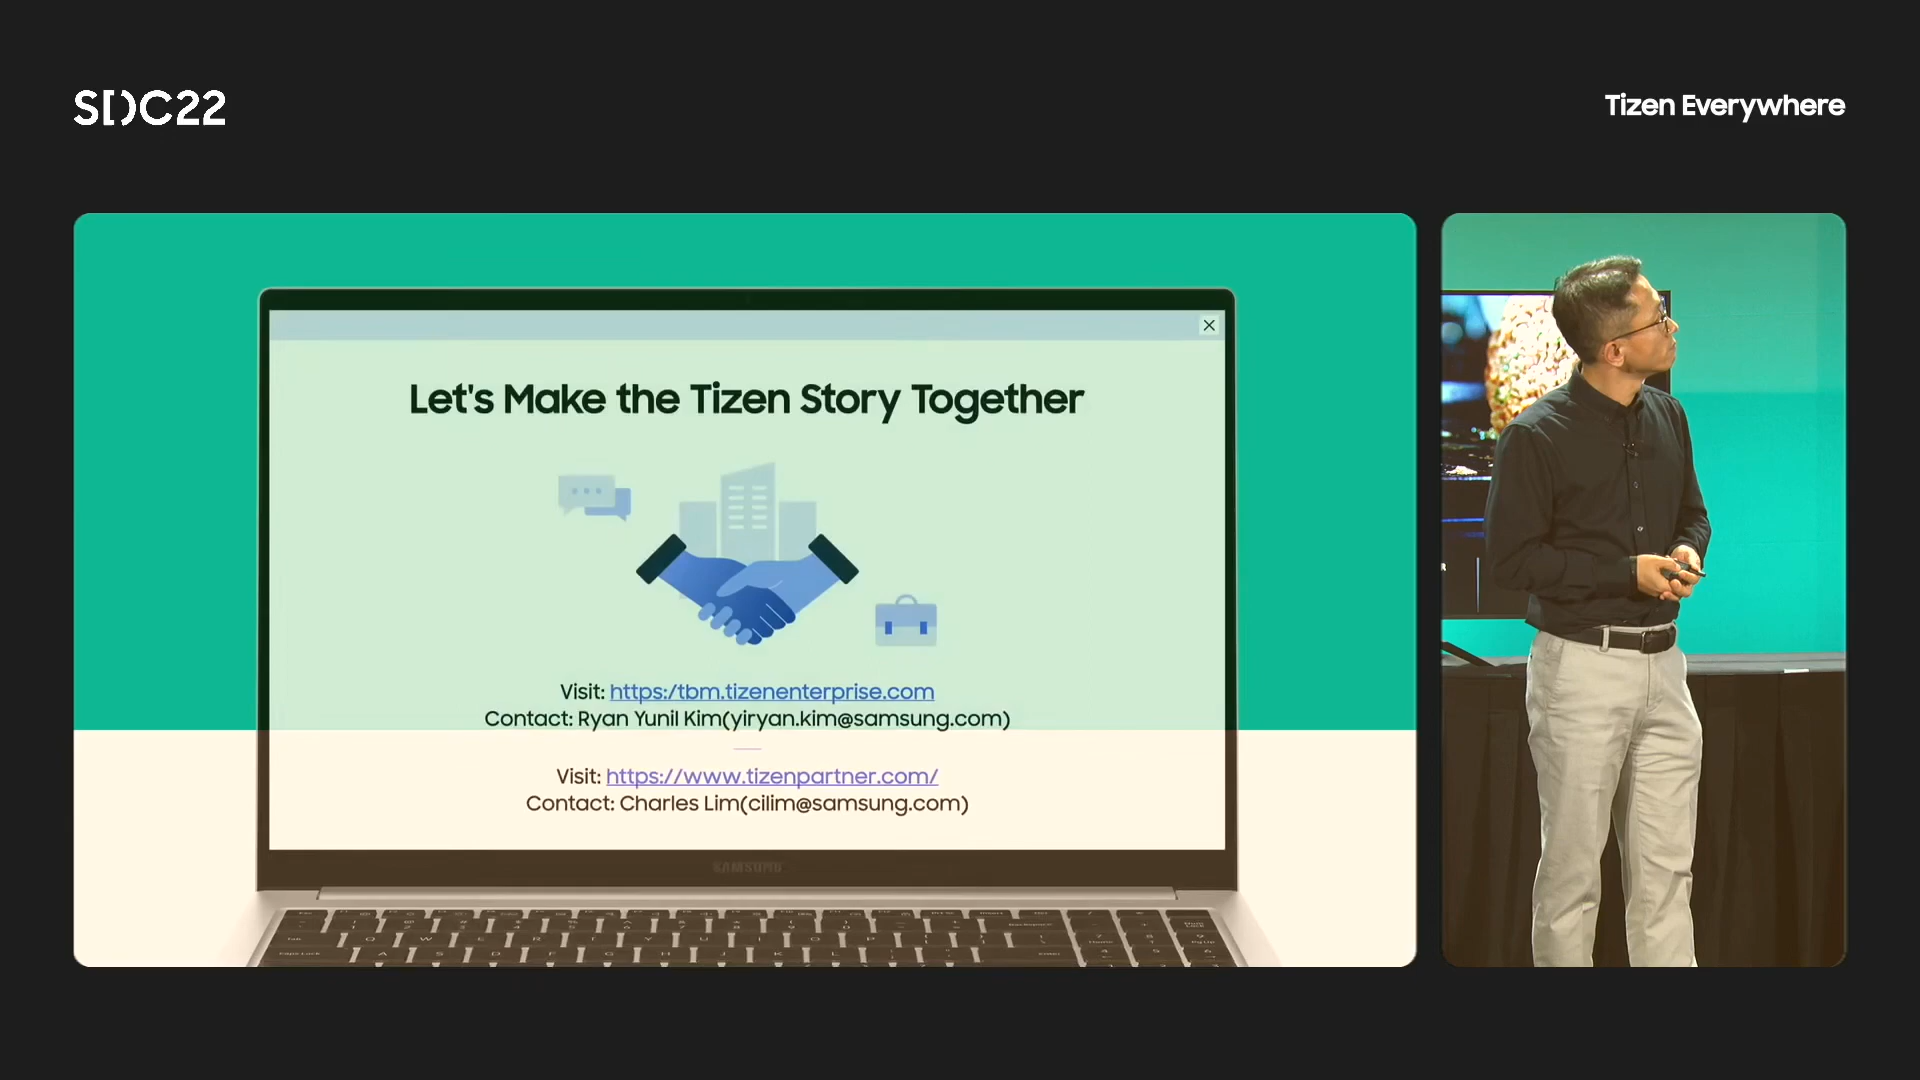 SDC22
Tizen Everywhere
Let's Make the Tizen Story Together
Visit: https:/tbm.tizenenterprise.com
Contact: Ryan Yunil Kim(yiryan.kim@samsung.com)
Visit: https://www.tizenpartner.com/
Contact: Charles Lim(cilim@samsung.com)
SAMSUNG